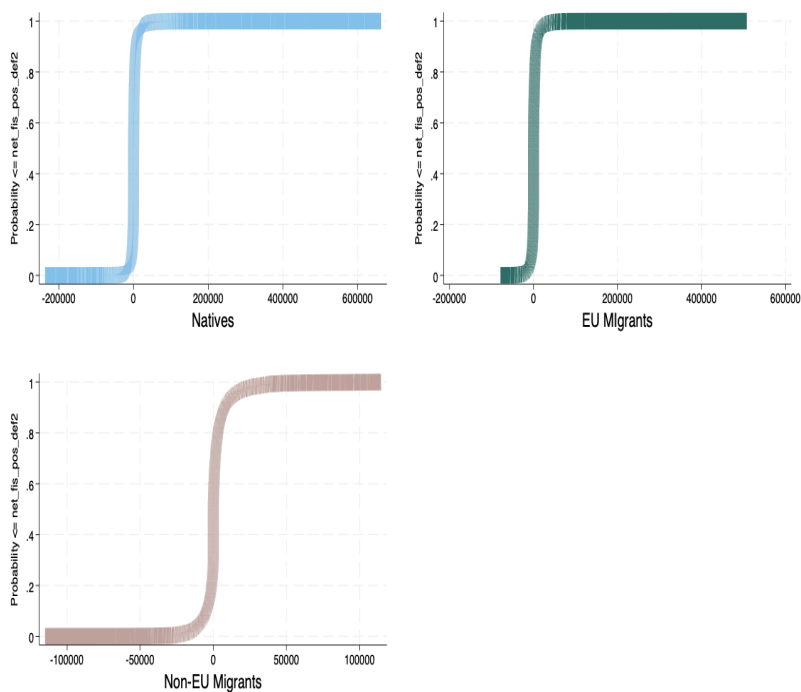 Probability <= net_fis_pos_def2
1
.8
.6
.4
.2
0
-200000 0 200000 400000 600000
Natives
Probability <= net_fis_pos_def2
1
.8
.6
.4
.2
0
-200000 0 200000 400000 600000
EU MIgrants
Probability <= net_fis_pos_def2
1
.8
.6
.4
.2
0
-100000 -50000 0 50000 100000
Non-EU Migrants